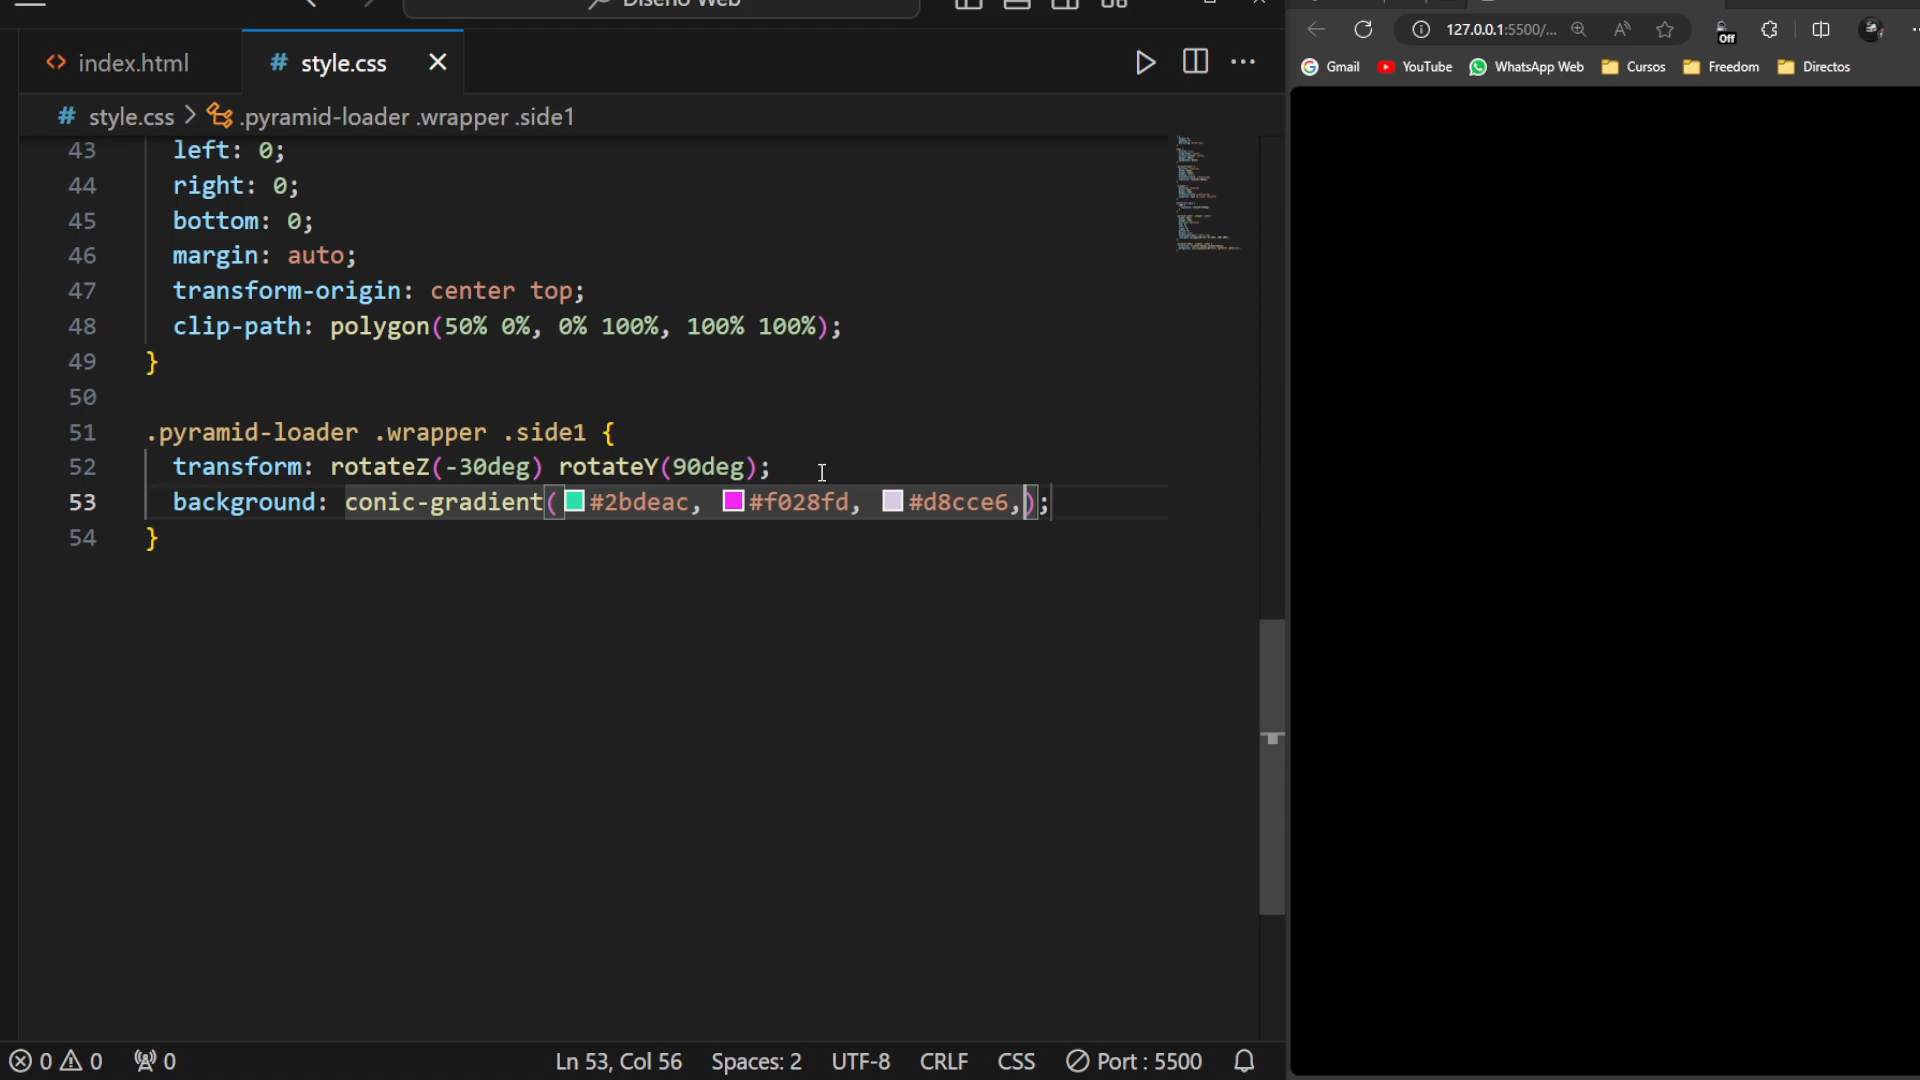 Diseño Web
index.html
# style.css
# style.css > .pyramid-loader .wrapper .side1
43 left: 0;
44 right: 0;
45 bottom: 0;
46 margin: auto;
47 transform-origin: center top;
48 clip-path: polygon(50% 0%, 0% 100%, 100% 100%);
49 }
50
51 .pyramid-loader .wrapper .side1 {
52 transform: rotateZ(-30deg) rotateY(90deg);
53 background: conic-gradient(#2bdeac, #f028fd, #d8cce6,);
54 }
0 0 0 Ln 53, Col 56 Spaces: 2 UTF-8 CRLF CSS Port : 5500
127.0.0.1:5500/... Off
Gmail YouTube WhatsApp Web Cursos Freedom Directos